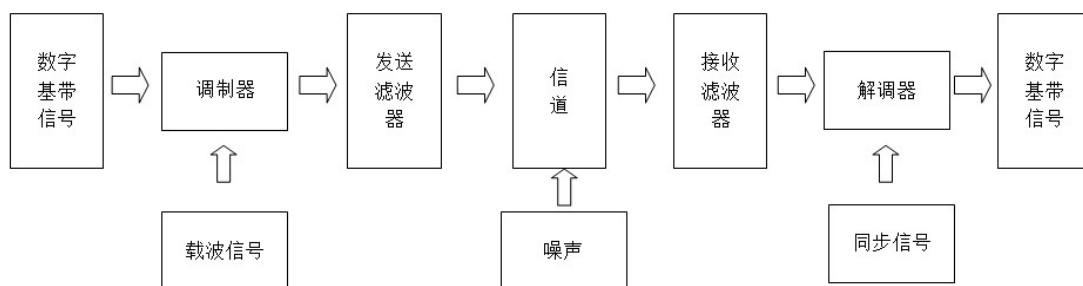 数字
基带
信号
调制器
发送
滤波
器
信
道
接收
滤波
器
解调器
数字
基带
信号
载波信号
噪声
同步信号